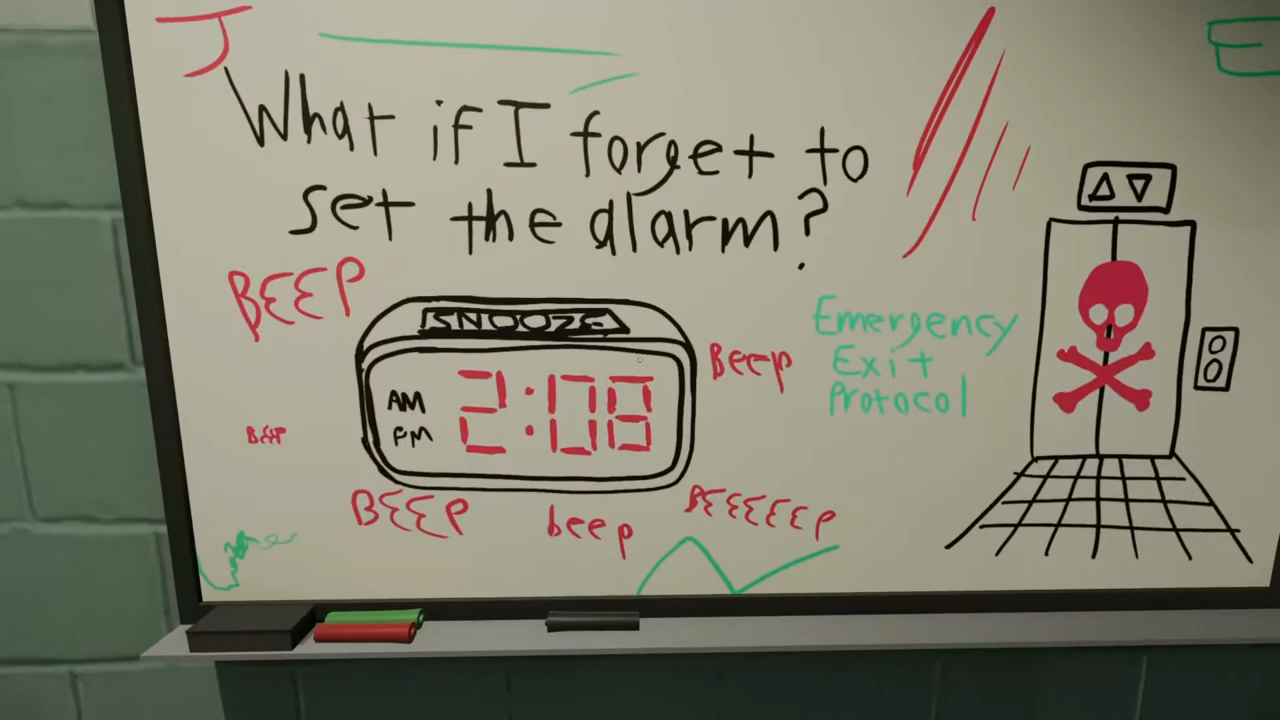 J
What if I forget to
set the alarm?
BEEP
SNOOZE
AM
PM
2:08
Beep
BEEP
BEEP
beep
BEEEEEP
Emergency
Exit
Protocol
E